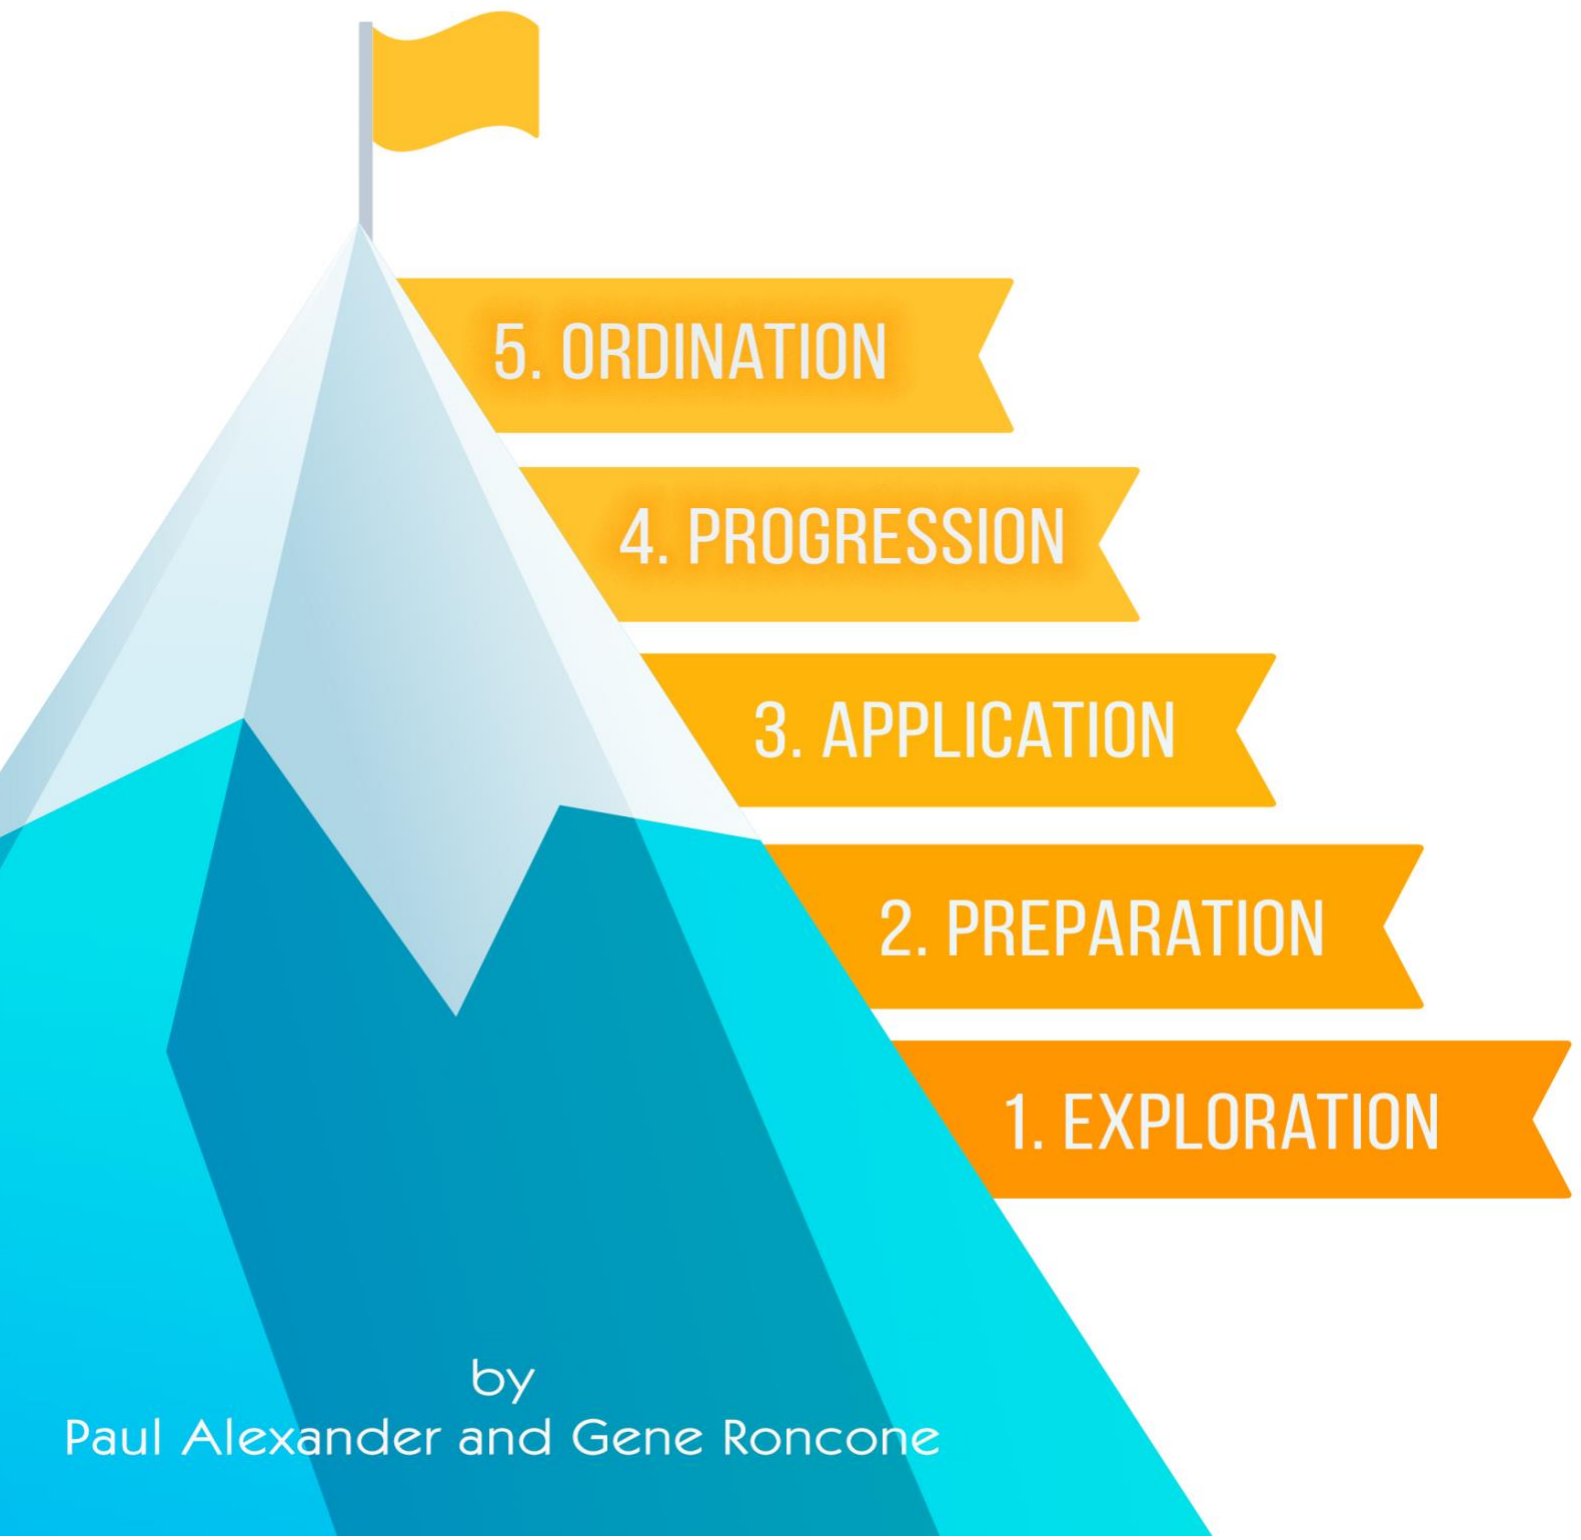 5. ORDINATION
4. PROGRESSION
3. APPLICATION
2. PREPARATION
1. EXPLORATION
by
Paul Alexander and Gene Roncone